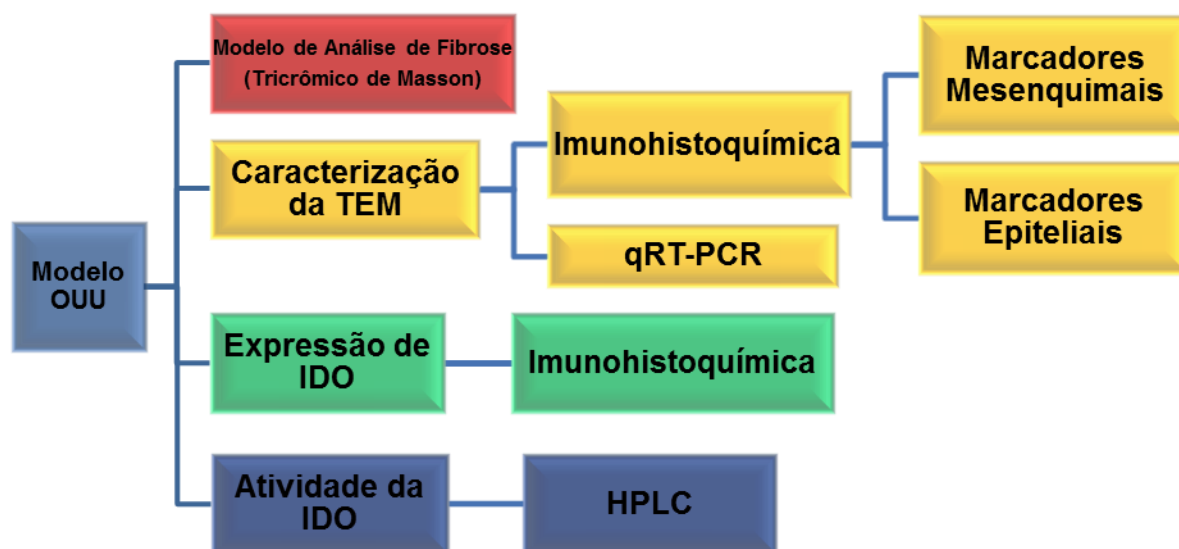 Modelo de Análise de Fibrose
(Tricrômico de Masson)
Marcadores
Mesenquimais
Imunohistoquímica
Caracterização
da TEM
Marcadores
Epiteliais
qRT-PCR
Modelo
OUU
Expressão de
IDO
Imunohistoquímica
Atividade da
IDO
HPLC